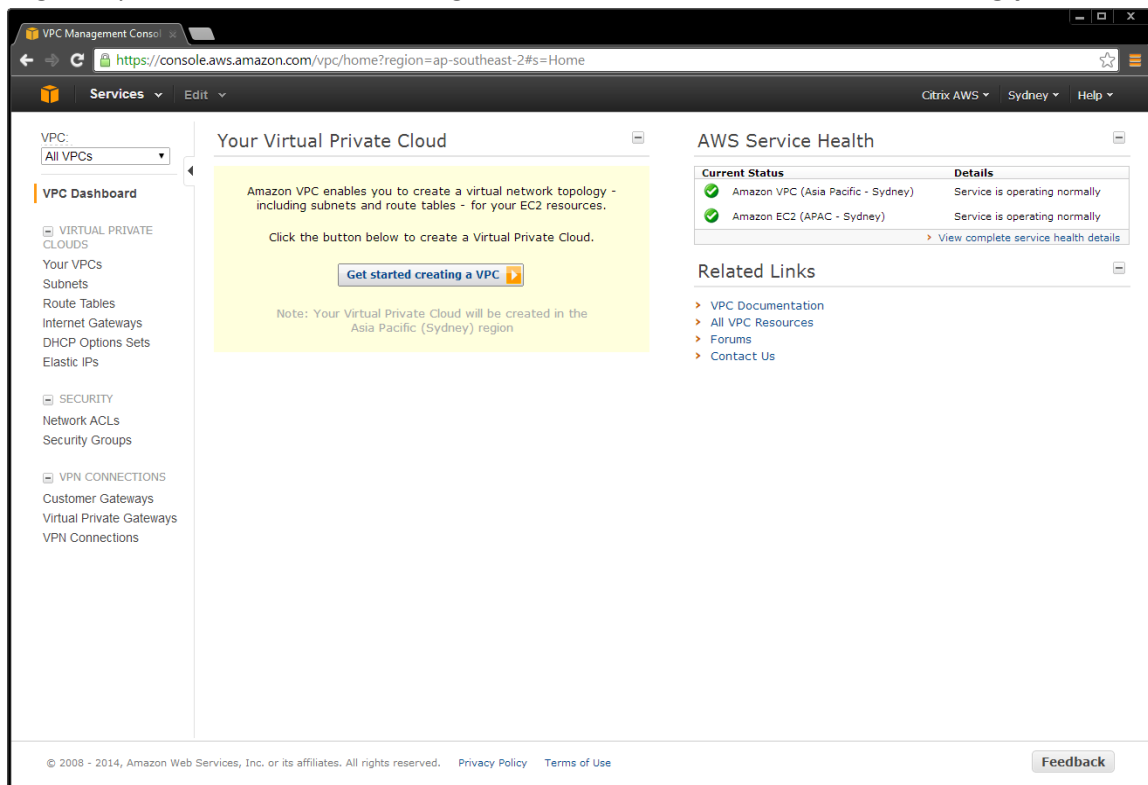 VPC Management Consol
https://console.aws.amazon.com/vpc/home?region=ap-southeast-2#s=Home
Services Edit Citrix AWS Sydney Help
VPC:
All VPCs
VPC Dashboard
VIRTUAL PRIVATE
CLOUDS
Your VPCs
Subnets
Route Tables
Internet Gateways
DHCP Options Sets
Elastic IPs
SECURITY
Network ACLs
Security Groups
VPN CONNECTIONS
Customer Gateways
Virtual Private Gateways
VPN Connections
Your Virtual Private Cloud
Amazon VPC enables you to create a virtual network topology -
including subnets and route tables - for your EC2 resources.
Click the button below to create a Virtual Private Cloud.
Get started creating a VPC
Note: Your Virtual Private Cloud will be created in the
Asia Pacific (Sydney) region
AWS Service Health
Current Status Details
Amazon VPC (Asia Pacific - Sydney) Service is operating normally
Amazon EC2 (APAC - Sydney) Service is operating normally
View complete service health details
Related Links
VPC Documentation
All VPC Resources
Forums
Contact Us
© 2008 - 2014, Amazon Web Services, Inc. or its affiliates. All rights reserved. Privacy Policy Terms of Use
Feedback